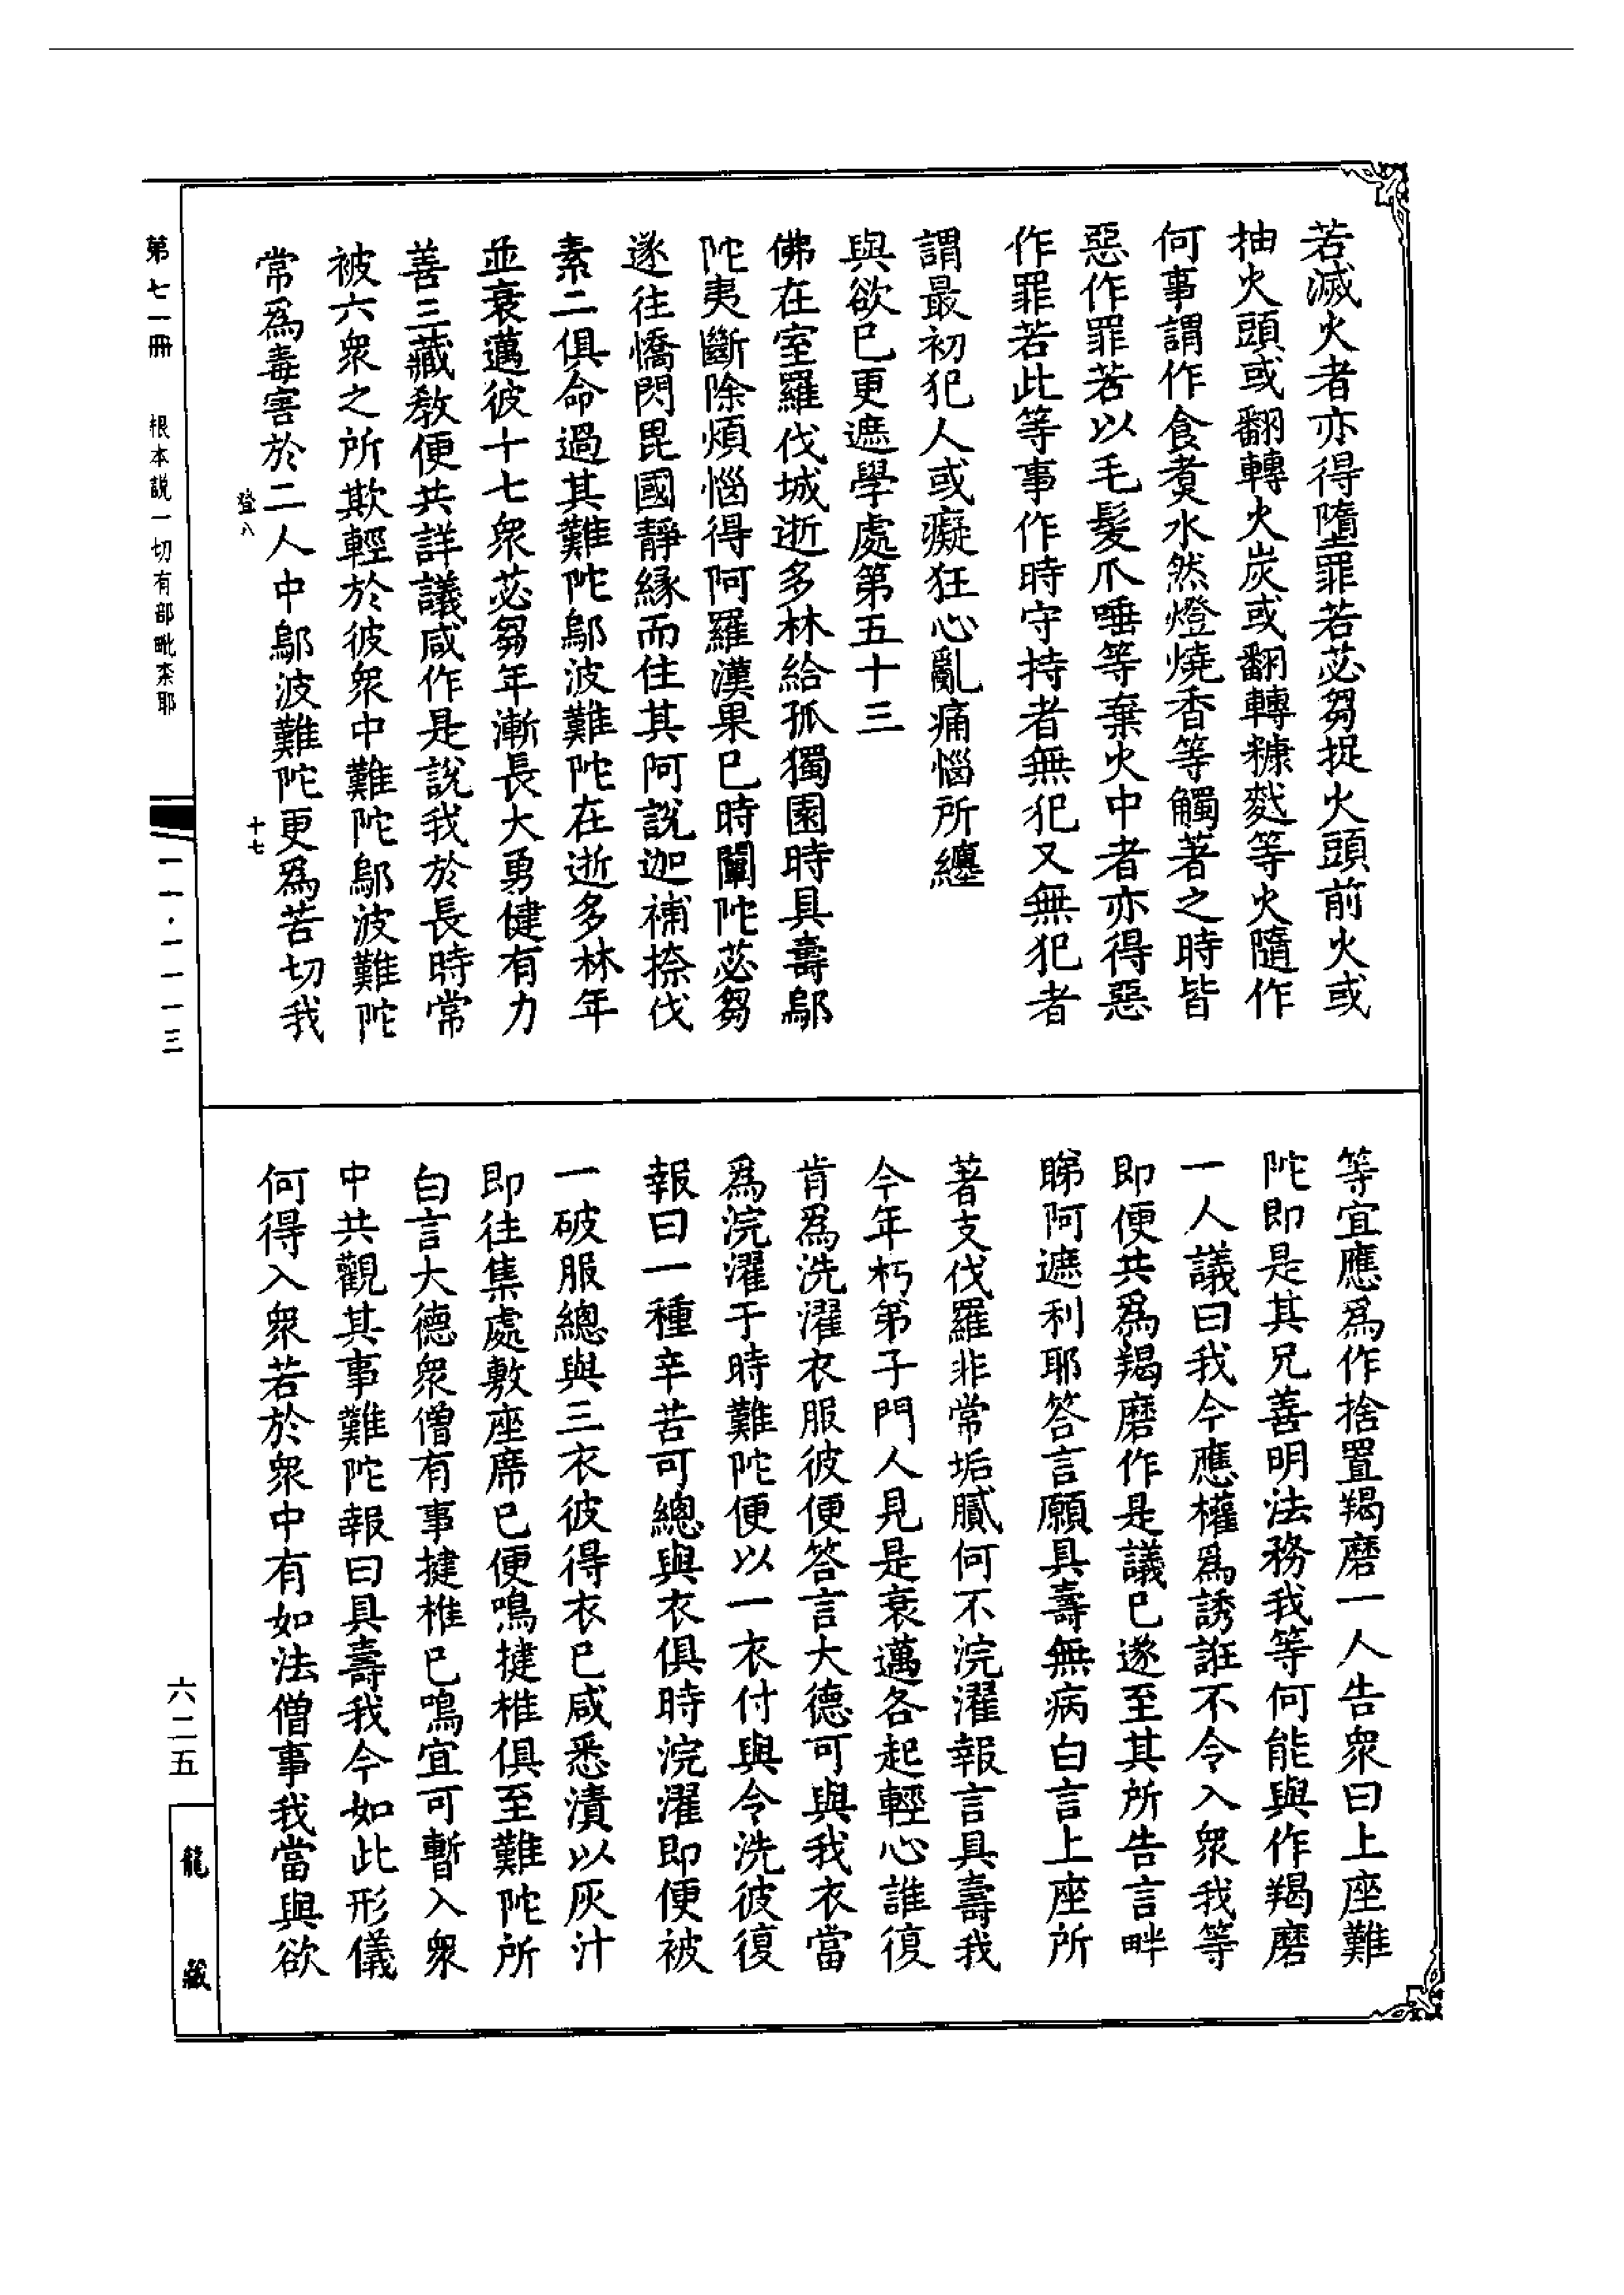 若滅火者亦得墮罪若苾芻捉火頭前火或
抽火頭或翻轉火炭或翻轉糠麧等火隨作
何事謂作食煮水然燈燒香等觸著之時皆
惡作罪若以毛髮爪唾等棄火中者亦得惡
作罪若此等事作時守持者無犯又無犯者
謂最初犯人或癡狂心亂痛惱所纏
與欲已更遮學處第五十三
佛在室羅伐城逝多林給孤獨園時具壽鄔
陀夷斷除煩惱得阿羅漢果已時闡陀苾芻
遂往憍閃毘國靜緣而住其阿說迦補捺伐
素二俱命過其難陀鄔波難陀在逝多林年
並衰邁彼十七衆苾芻年漸長大勇健有力
善三藏教便共詳議咸作是說我於長時常
被六衆之所欺輕於彼衆中難陀鄔波難陀
常爲毒害於二人中鄔波難陀更爲苦切我
登八
十七
等宜應爲作捨置羯磨一人告衆曰上座難
陀即是其兄善明法務我等何能與作羯磨
一人議曰我今應權爲誘誑不令入衆我等
即便共爲羯磨作是議已遂至其所告言畔
睇阿遮利耶答言願具壽無病白言上座所
著支伐羅非常垢膩何不浣濯報言具壽我
今年朽弟子門人見是衰邁各起輕心誰復
肯爲洗濯衣服彼便答言大德可與我衣當
爲浣濯于時難陀便以一衣付與令洗彼復
報曰一種辛苦可總與衣俱時浣濯即便被
一破服總與三衣彼得衣已咸悉漬以灰汁
即往集處敷座席已便鳴揵椎俱至難陀所
白言大德衆僧有事揵椎已鳴宜可暫入衆
中共觀其事難陀報曰具壽我今如此形儀
何得入衆若於衆中有如法僧事我當與欲
第七一冊
根本説一切有部毗奈耶
一一·一一一三
六二五
龍藏